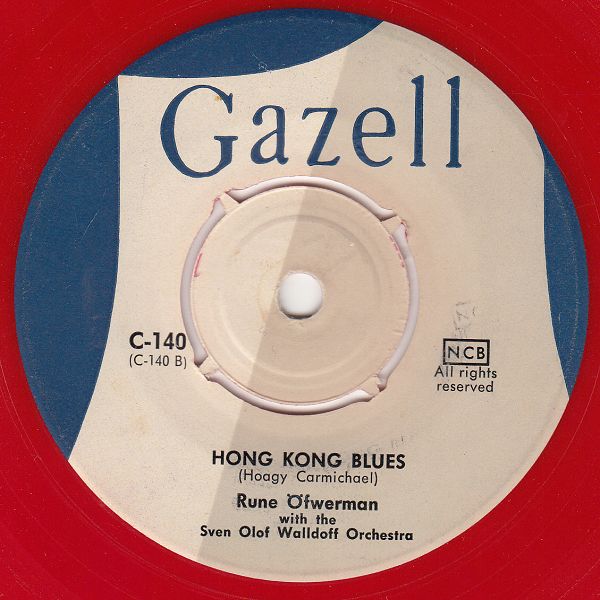 Gazell
C-140
(C-140 B)
NCB
All rights
reserved
HONG KONG BLUES
(Hoagy Carmichael)
Rune Öfwerman
with the
Sven Olof Walldoff Orchestra